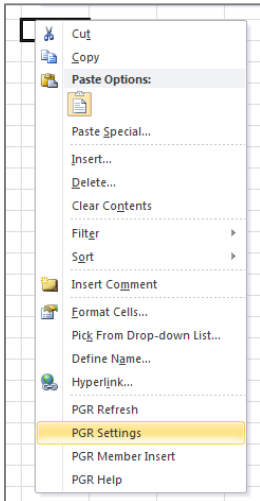 Cut
Copy
Paste Options:
Paste Special...
Insert...
Delete...
Clear Contents
Filter
Sort
Insert Comment
Format Cells...
Pick From Drop-down List...
Define Name...
Hyperlink...
PGR Refresh
PGR Settings
PGR Member Insert
PGR Help